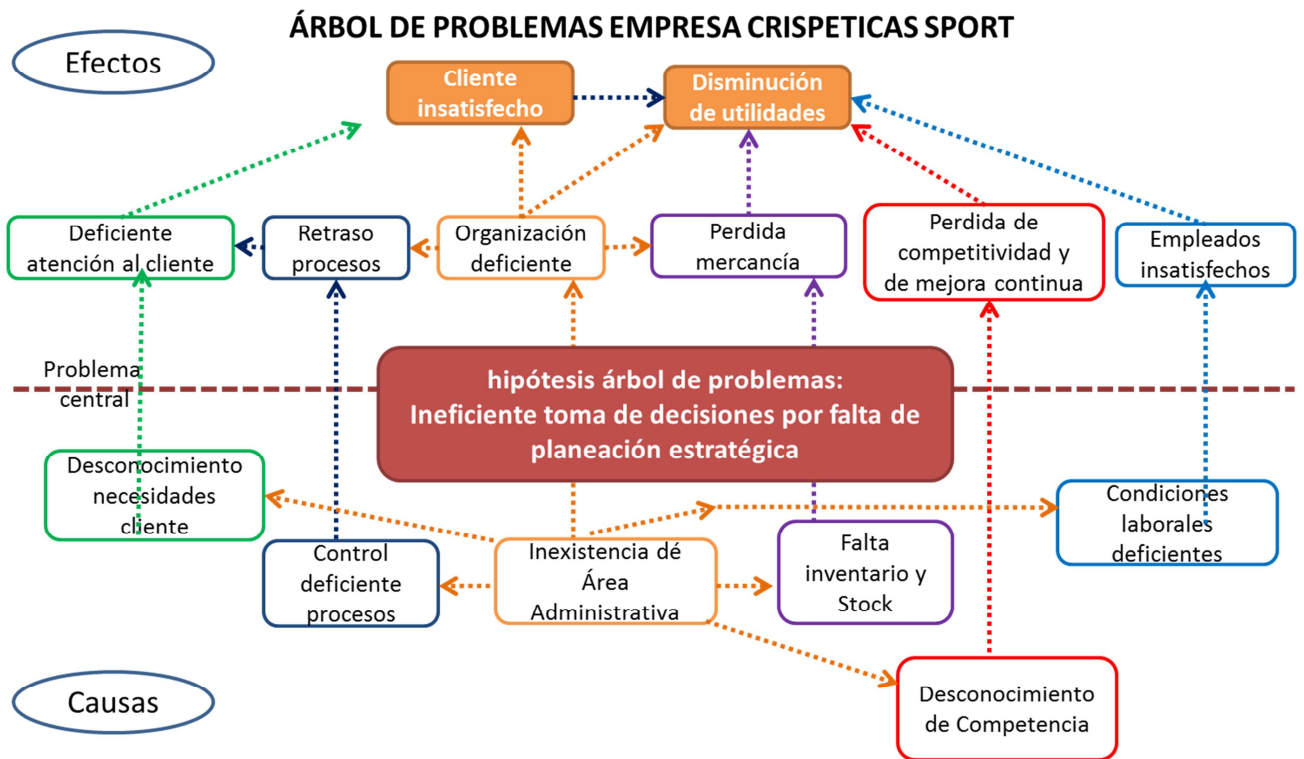 ÁRBOL DE PROBLEMAS EMPRESA CRISPETICAS SPORT
Efectos
Cliente
insatisfecho
Disminución
de utilidades
Deficiente
atención al cliente
Retraso
procesos
Organización
deficiente
Perdida
mercancía
Perdida de
competitividad y
de mejora continua
Empleados
insatisfechos
Problema
central
hipótesis árbol de problemas:
Ineficiente toma de decisiones por falta de
planeación estratégica
Desconocimiento
necesidades
cliente
Control
deficiente
procesos
Inexistencia dé
Área
Administrativa
Falta
inventario y
Stock
Condiciones
laborales
deficientes
Causas
Desconocimiento
de Competencia